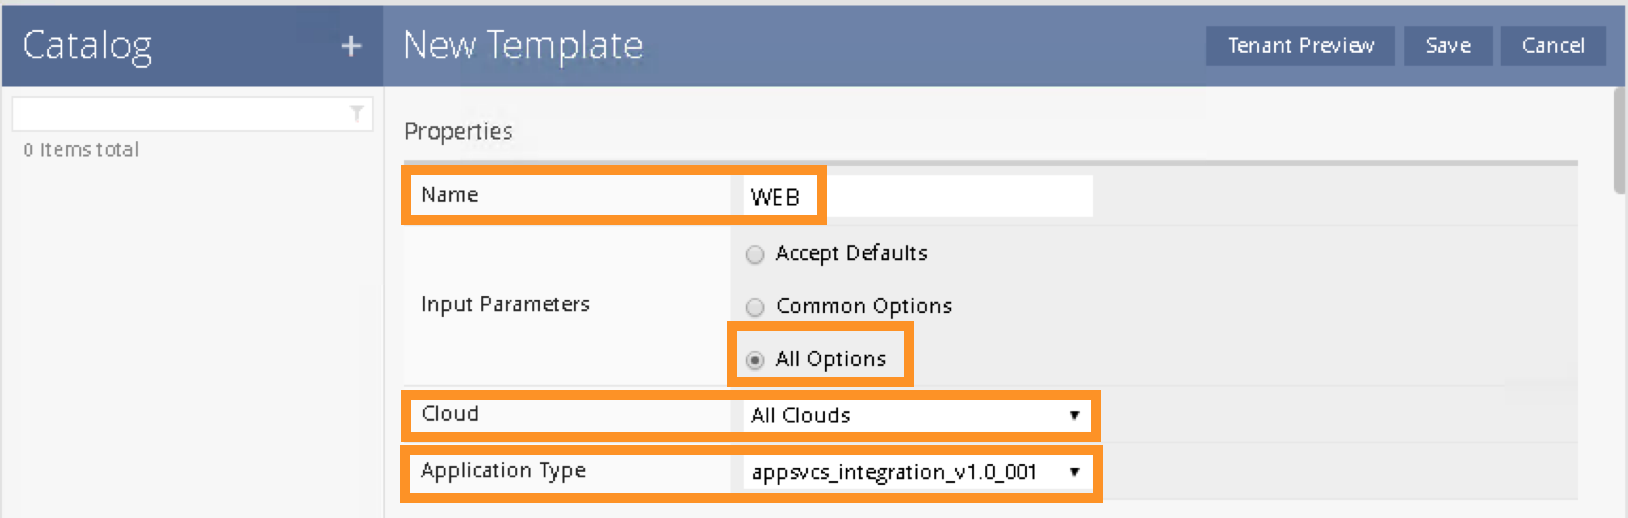 Catalog + New Template Tenant Preview Save Cancel
0 Items total
Properties
Name WEB
Accept Defaults
Input Parameters Common Options
All Options
Cloud All Clouds
Application Type appsvcs_integration_v1.0_001